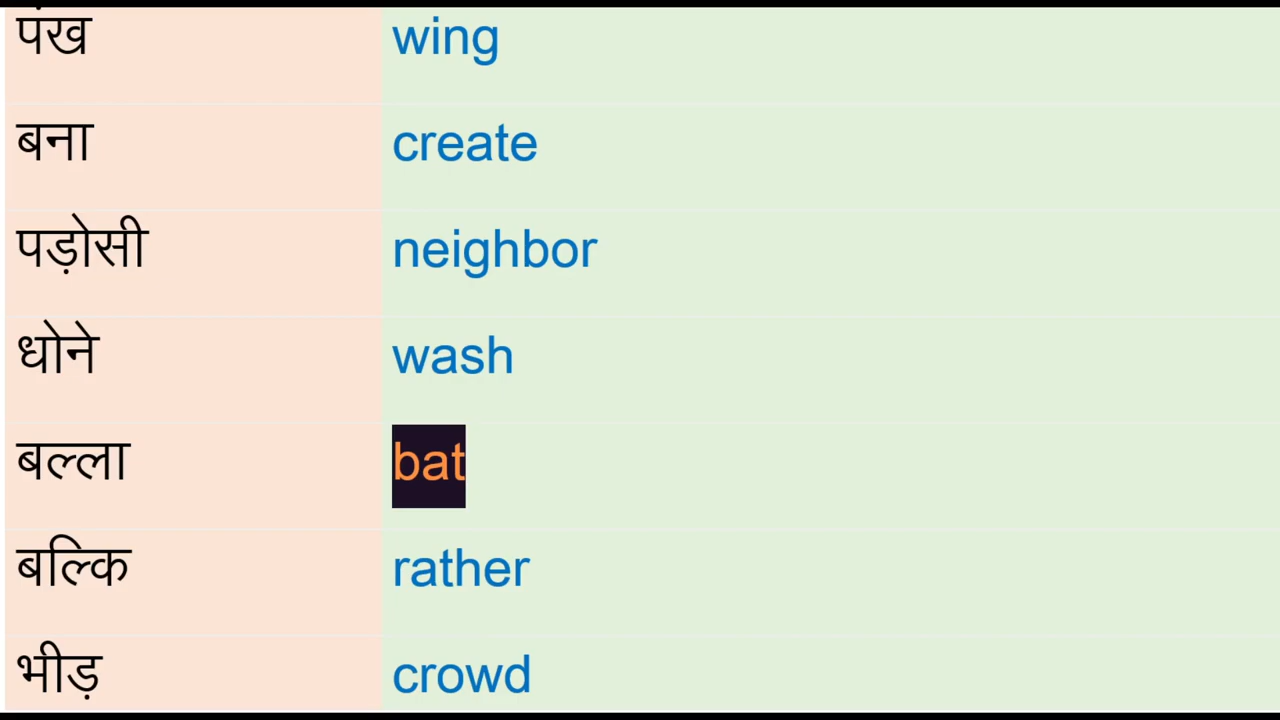 पंख wing
बना create
पड़ोसी neighbor
धोने wash
बल्ला bat
बल्कि rather
भीड़ crowd